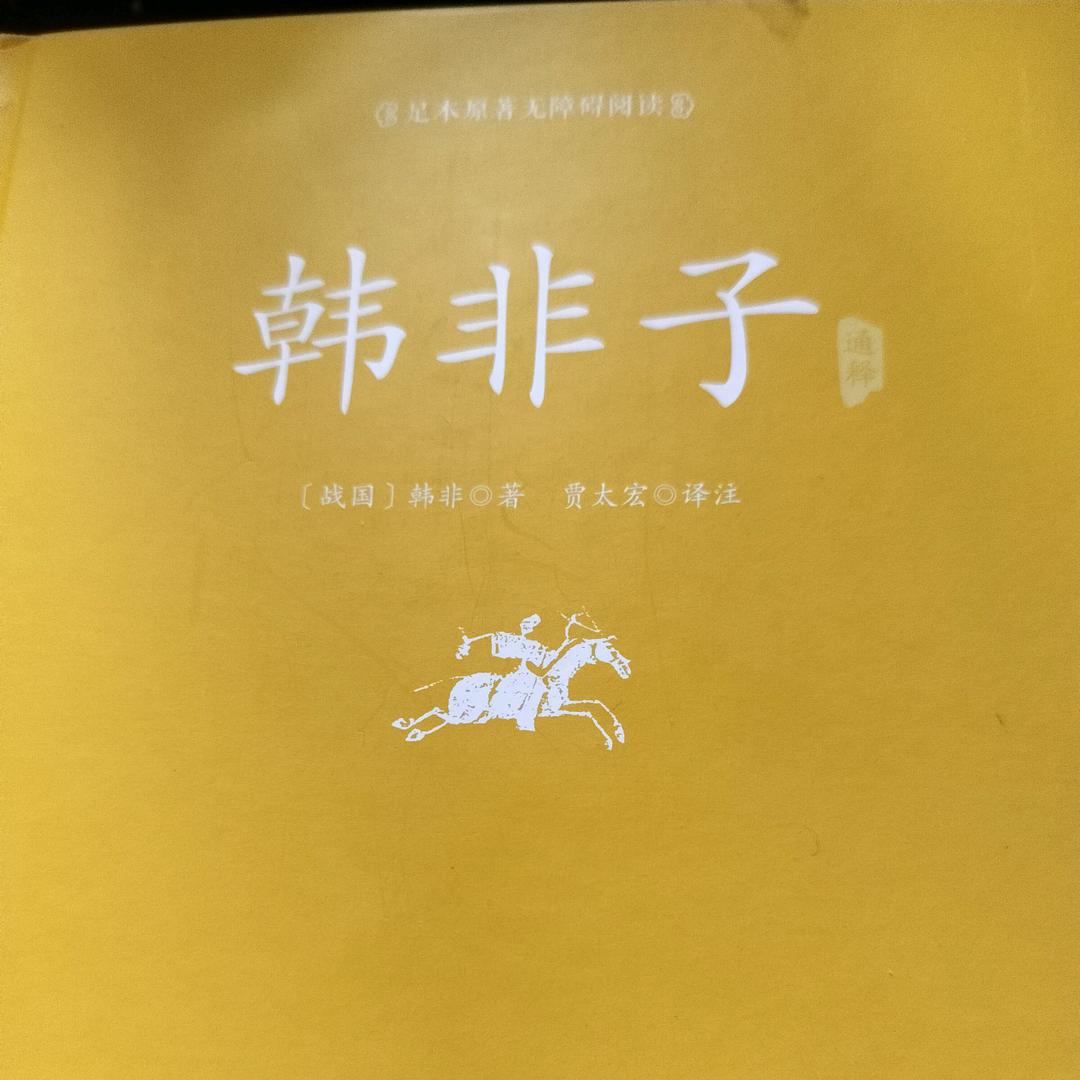 足本原著无障碍阅读
韩非子
通释
〔战国〕韩非◎著 贾太宏◎译注